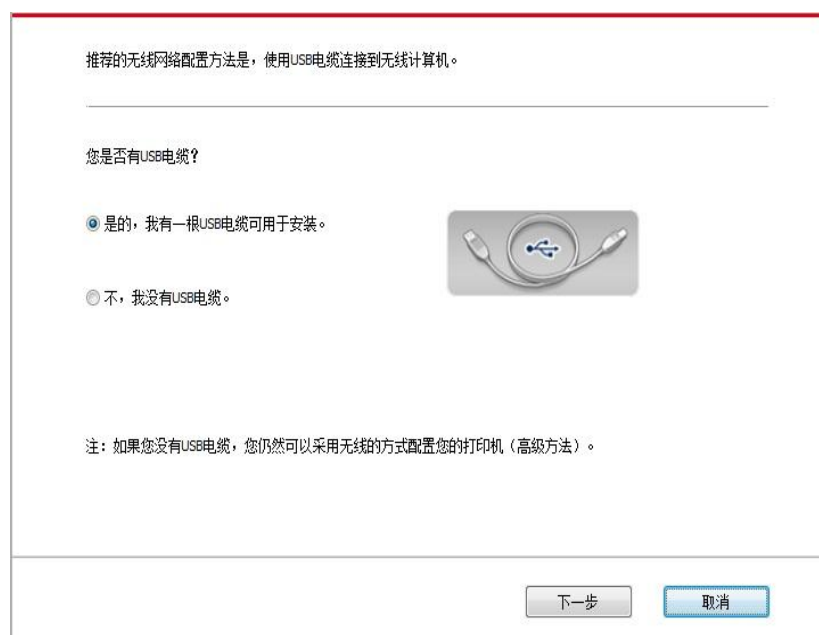 推荐的无线网络配置方法是，使用USB电缆连接到无线计算机。
您是否有USB电缆？
是的，我有一根USB电缆可用于安装。
不，我没有USB电缆。
注：如果您没有USB电缆，您仍然可以采用无线的方式配置您的打印机（高级方法）。
下一步
取消